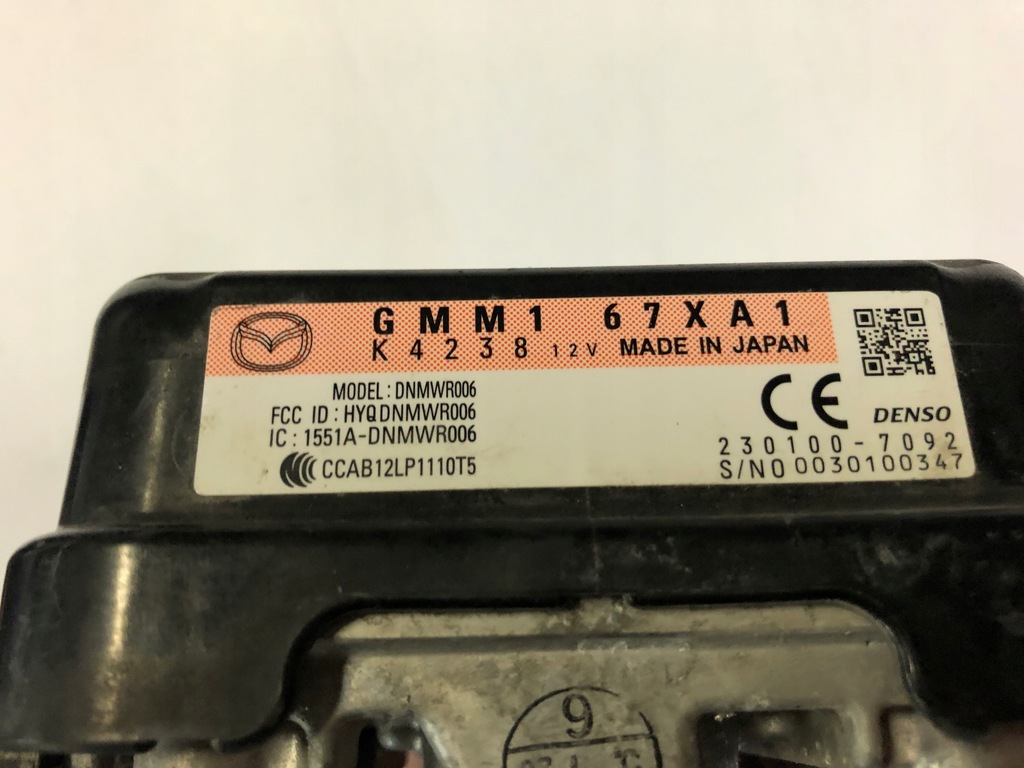 GMM1 67XA1
K4238 12V MADE IN JAPAN
MODEL: DNMWR006
FCC ID: HYQDNMWR006
IC: 1551A-DNMWR006
CCAB12LP1110T5
CE
DENSO
230100-7092
S/NO 0030100347
9